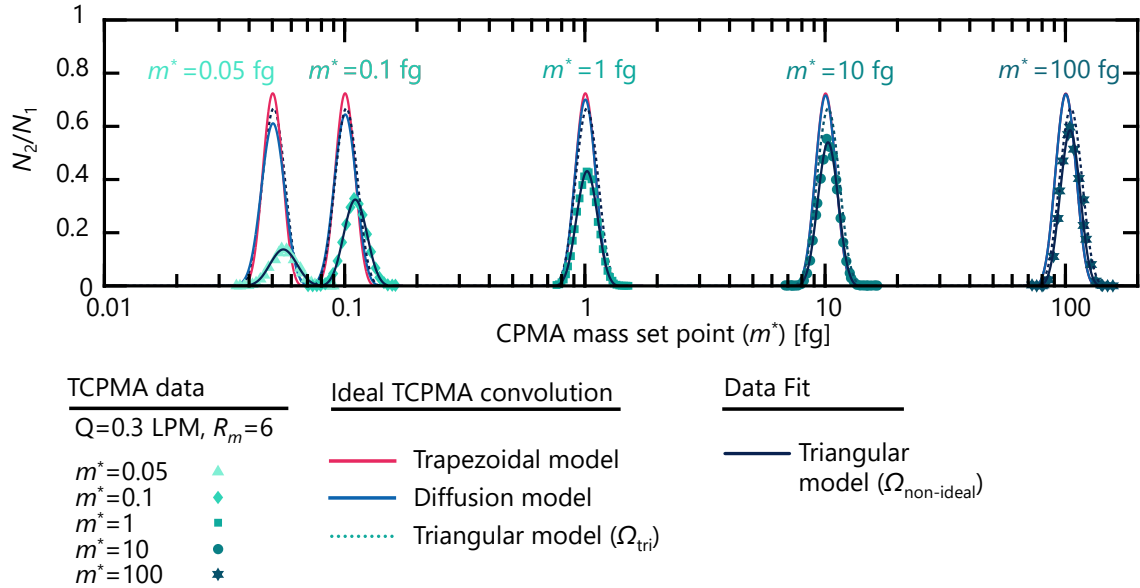 1
0.8
0.6
0.4
0.2
0
N₂/N₁
m*=0.05 fg
m*=0.1 fg
m*=1 fg
m*=10 fg
m*=100 fg
0.01
0.1
1
10
100
CPMA mass set point (m*) [fg]
TCPMA data
Q=0.3 LPM, Rₘ=6
m*=0.05
m*=0.1
m*=1
m*=10
m*=100
Ideal TCPMA convolution
Trapezoidal model
Diffusion model
Triangular model (Ω_tri)
Data Fit
Triangular
model (Ω_non-ideal)